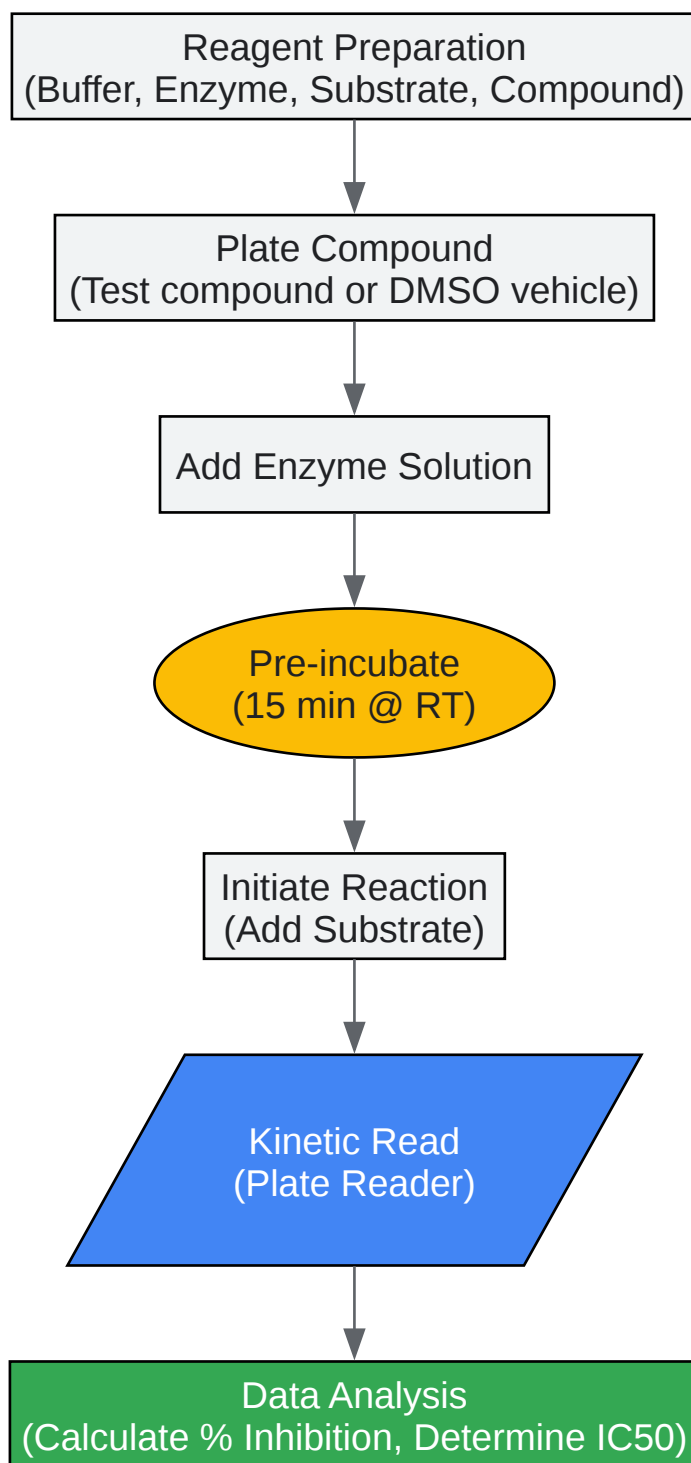 Reagent Preparation
(Buffer, Enzyme, Substrate, Compound)
Plate Compound
(Test compound or DMSO vehicle)
Add Enzyme Solution
Pre-incubate
(15 min @ RT)
Initiate Reaction
(Add Substrate)
Kinetic Read
(Plate Reader)
Data Analysis
(Calculate % Inhibition, Determine IC50)